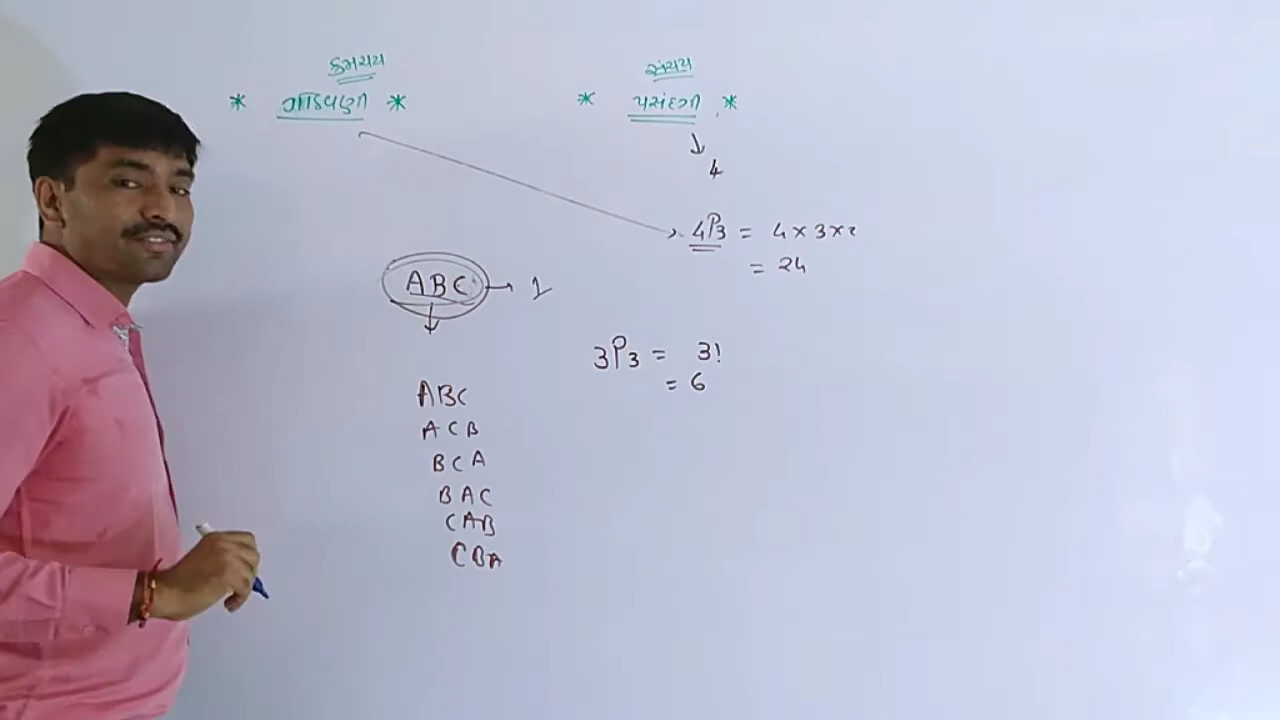 ક્રમચય
* ગોઠવણી *
સંચય
* પસંદગી *
↓
4
4P3 = 4 × 3 × 2
= 24
ABC → 1
↓
3P3 = 3!
= 6
ABC
ACB
BCA
BAC
CAB
CBA